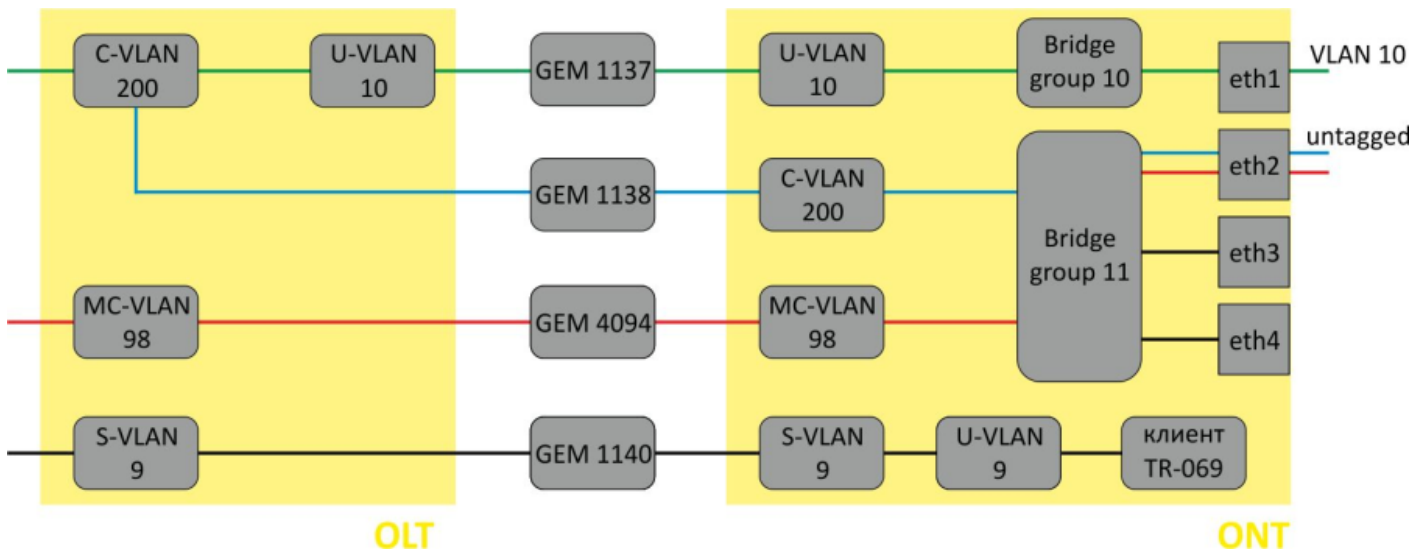 C-VLAN
200
U-VLAN
10
GEM 1137
U-VLAN
10
Bridge
group 10
eth1
VLAN 10
GEM 1138
C-VLAN
200
Bridge
group 11
eth2
untagged
eth3
MC-VLAN
98
GEM 4094
MC-VLAN
98
eth4
S-VLAN
9
GEM 1140
S-VLAN
9
U-VLAN
9
клиент
TR-069
OLT
ONT